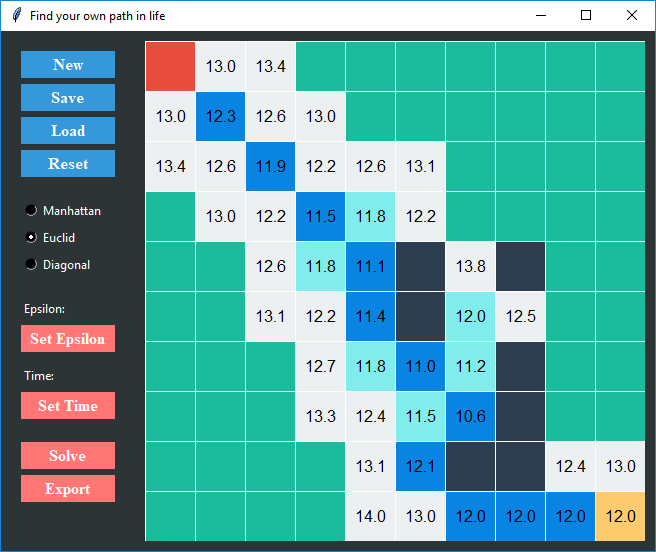 Find your own path in life
New
Save
Load
Reset
Manhattan
Euclid
Diagonal
Epsilon:
Set Epsilon
Time:
Set Time
Solve
Export
13.0 13.4
13.0 12.3 12.6 13.0
13.4 12.6 11.9 12.2 12.6 13.1
13.0 12.2 11.5 11.8 12.2
12.6 11.8 11.1 13.8
13.1 12.2 11.4 12.0 12.5
12.7 11.8 11.0 11.2
13.3 12.4 11.5 10.6
13.1 12.1 12.4 13.0
14.0 13.0 12.0 12.0 12.0 12.0